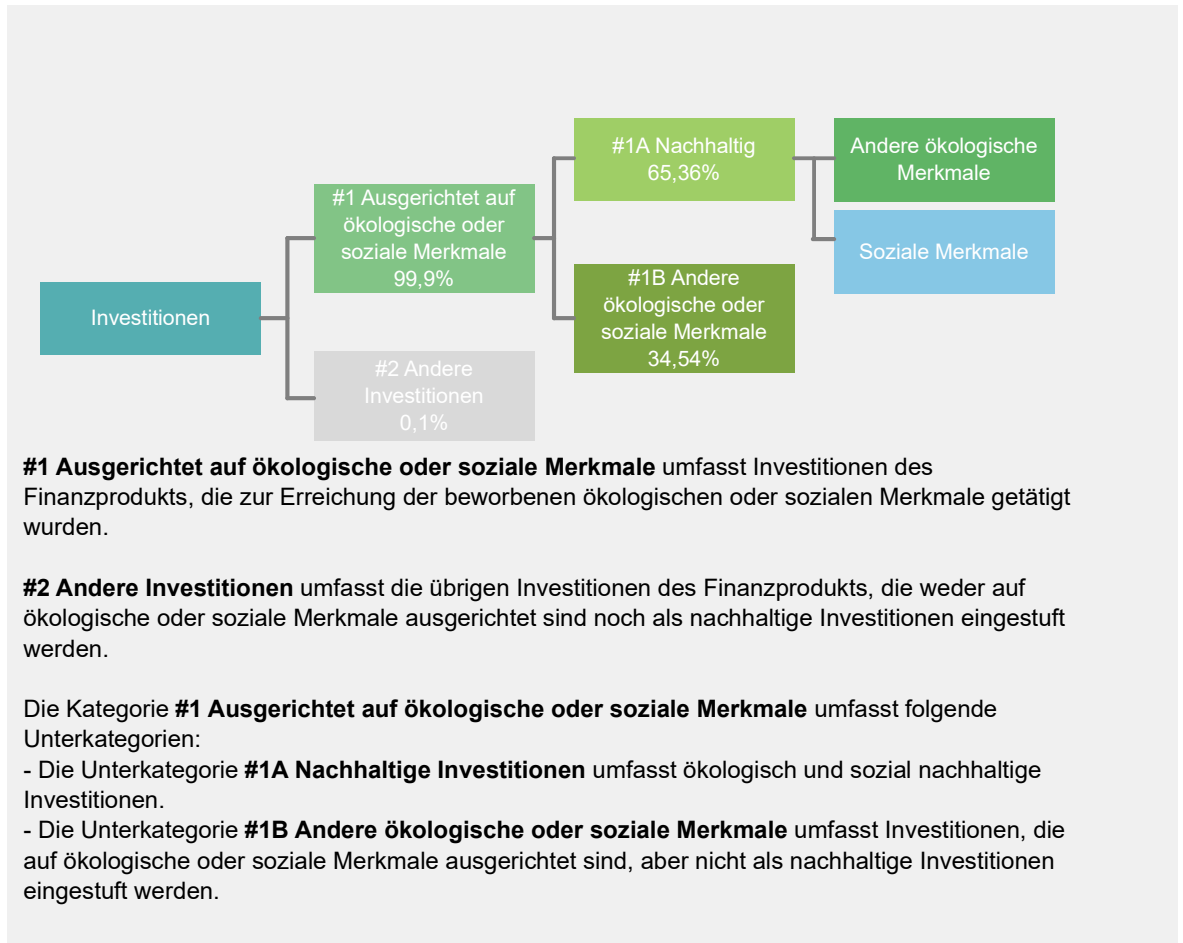 #1A Nachhaltig
65,36%
Andere ökologische
Merkmale
#1 Ausgerichtet auf
ökologische oder
soziale Merkmale
99,9%
Soziale Merkmale
Investitionen
#1B Andere
ökologische oder
soziale Merkmale
34,54%
#2 Andere
Investitionen
0,1%
#1 Ausgerichtet auf ökologische oder soziale Merkmale umfasst Investitionen des
Finanzprodukts, die zur Erreichung der beworbenen ökologischen oder sozialen Merkmale getätigt
wurden.
#2 Andere Investitionen umfasst die übrigen Investitionen des Finanzprodukts, die weder auf
ökologische oder soziale Merkmale ausgerichtet sind noch als nachhaltige Investitionen eingestuft
werden.
Die Kategorie #1 Ausgerichtet auf ökologische oder soziale Merkmale umfasst folgende
Unterkategorien:
- Die Unterkategorie #1A Nachhaltige Investitionen umfasst ökologisch und sozial nachhaltige
Investitionen.
- Die Unterkategorie #1B Andere ökologische oder soziale Merkmale umfasst Investitionen, die
auf ökologische oder soziale Merkmale ausgerichtet sind, aber nicht als nachhaltige Investitionen
eingestuft werden.